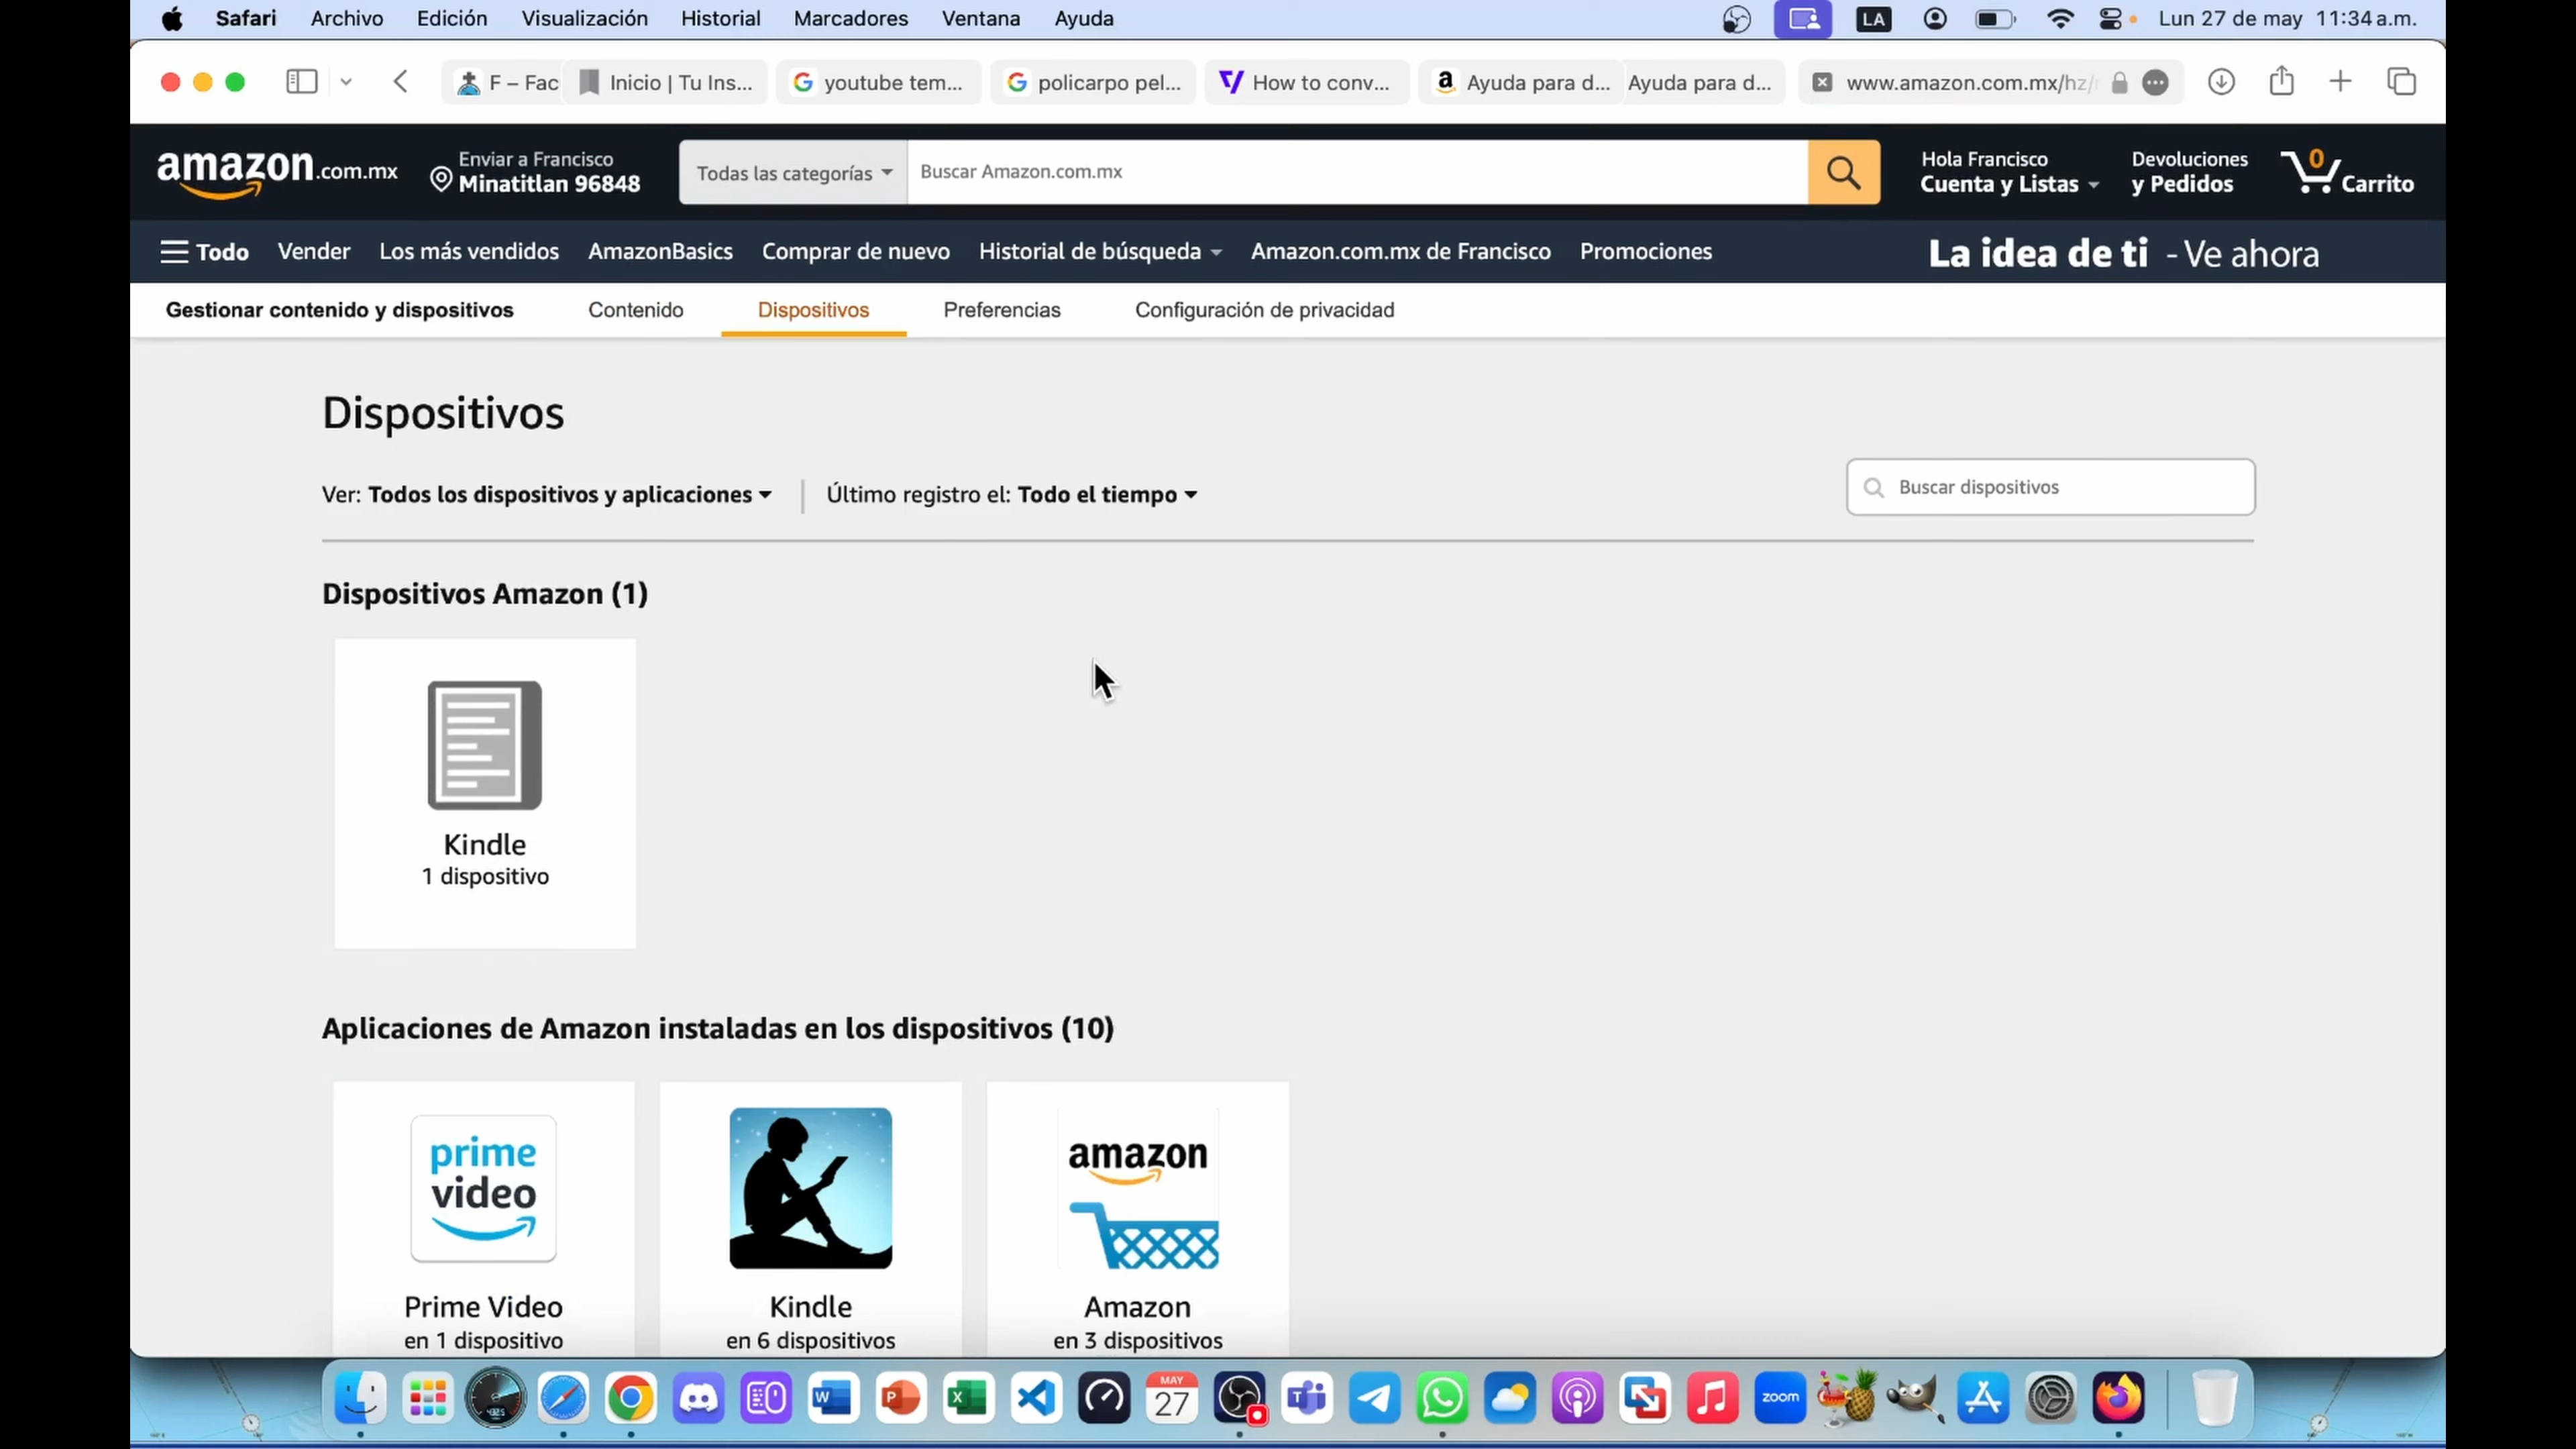 Safari Archivo Edición Visualización Historial Marcadores Ventana Ayuda LA Lun 27 de may 11:34 a.m.
F – Fac Inicio | Tu Ins... youtube tem... policarpo pel... How to conv... Ayuda para d... Ayuda para d... www.amazon.com.mx/hz/
amazon.com.mx
Enviar a Francisco
Minatitlan 96848
Todas las categorías
Buscar Amazon.com.mx
Hola Francisco
Cuenta y Listas
Devoluciones
y Pedidos
0
Carrito
Todo Vender Los más vendidos AmazonBasics Comprar de nuevo Historial de búsqueda Amazon.com.mx de Francisco Promociones La idea de ti - Ve ahora
Gestionar contenido y dispositivos Contenido Dispositivos Preferencias Configuración de privacidad
Dispositivos
Ver: Todos los dispositivos y aplicaciones Último registro el: Todo el tiempo
Buscar dispositivos
Dispositivos Amazon (1)
Kindle
1 dispositivo
Aplicaciones de Amazon instaladas en los dispositivos (10)
prime
video
Prime Video
en 1 dispositivo
Kindle
en 6 dispositivos
amazon
Amazon
en 3 dispositivos
W P X MAY
27
T zoom